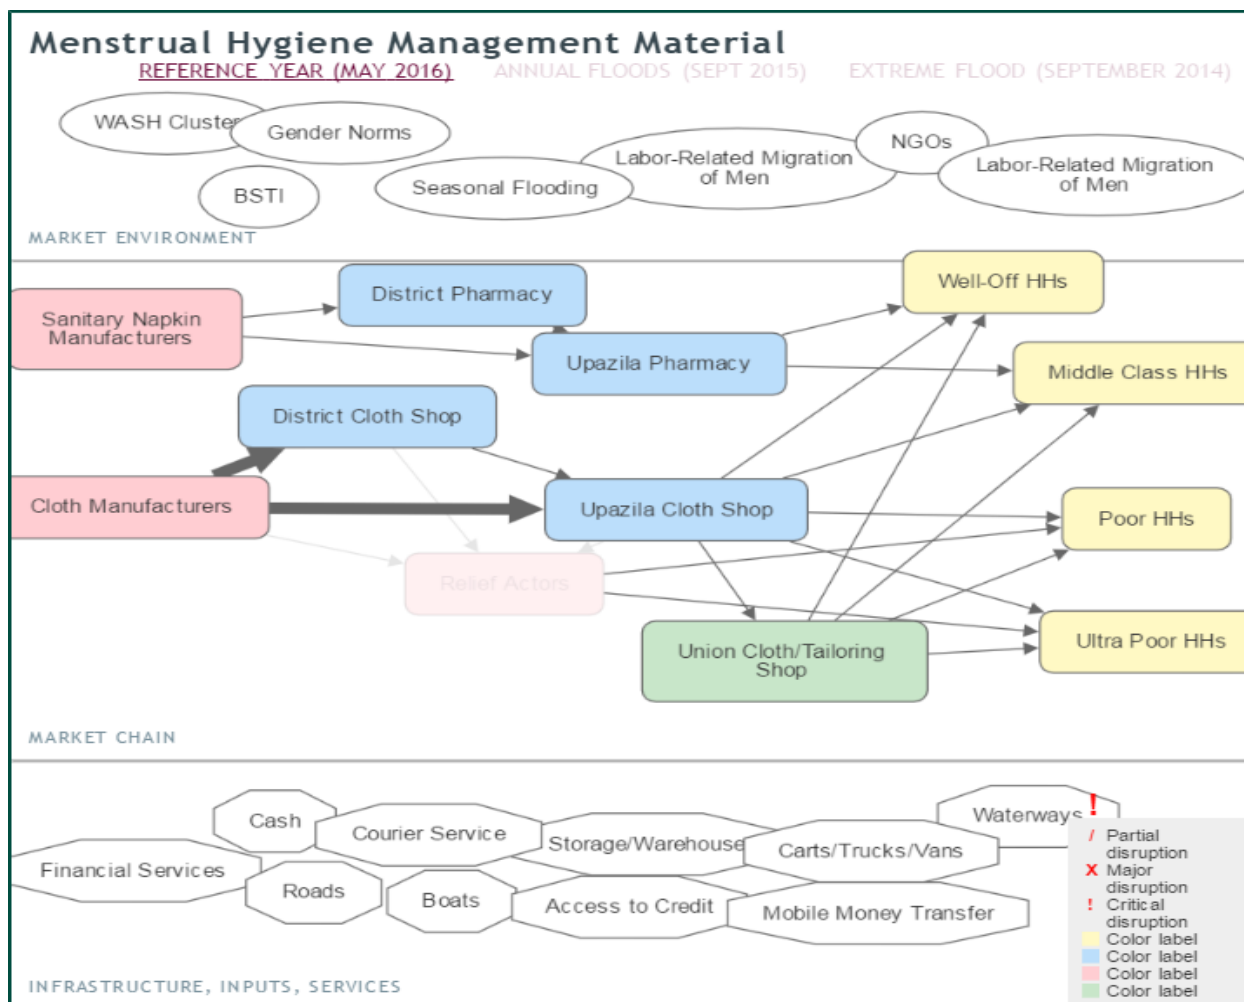 Menstrual Hygiene Management Material
REFERENCE YEAR (MAY 2016)
ANNUAL FLOODS (SEPT 2015)
EXTREME FLOOD (SEPTEMBER 2014)
WASH Cluster
Gender Norms
BSTI
Seasonal Flooding
Labor-Related Migration
of Men
NGOs
Labor-Related Migration
of Men
MARKET ENVIRONMENT
Sanitary Napkin
Manufacturers
District Pharmacy
Upazila Pharmacy
Well-Off HHs
Middle Class HHs
District Cloth Shop
Cloth Manufacturers
Upazila Cloth Shop
Poor HHs
Relief Actors
Union Cloth/Tailoring
Shop
Ultra Poor HHs
MARKET CHAIN
Cash
Courier Service
Storage/Warehouse
Carts/Trucks/Vans
Waterways !
Financial Services
Roads
Boats
Access to Credit
Mobile Money Transfer
/ Partial
disruption
X Major
disruption
! Critical
disruption
Color label
Color label
Color label
Color label
INFRASTRUCTURE, INPUTS, SERVICES